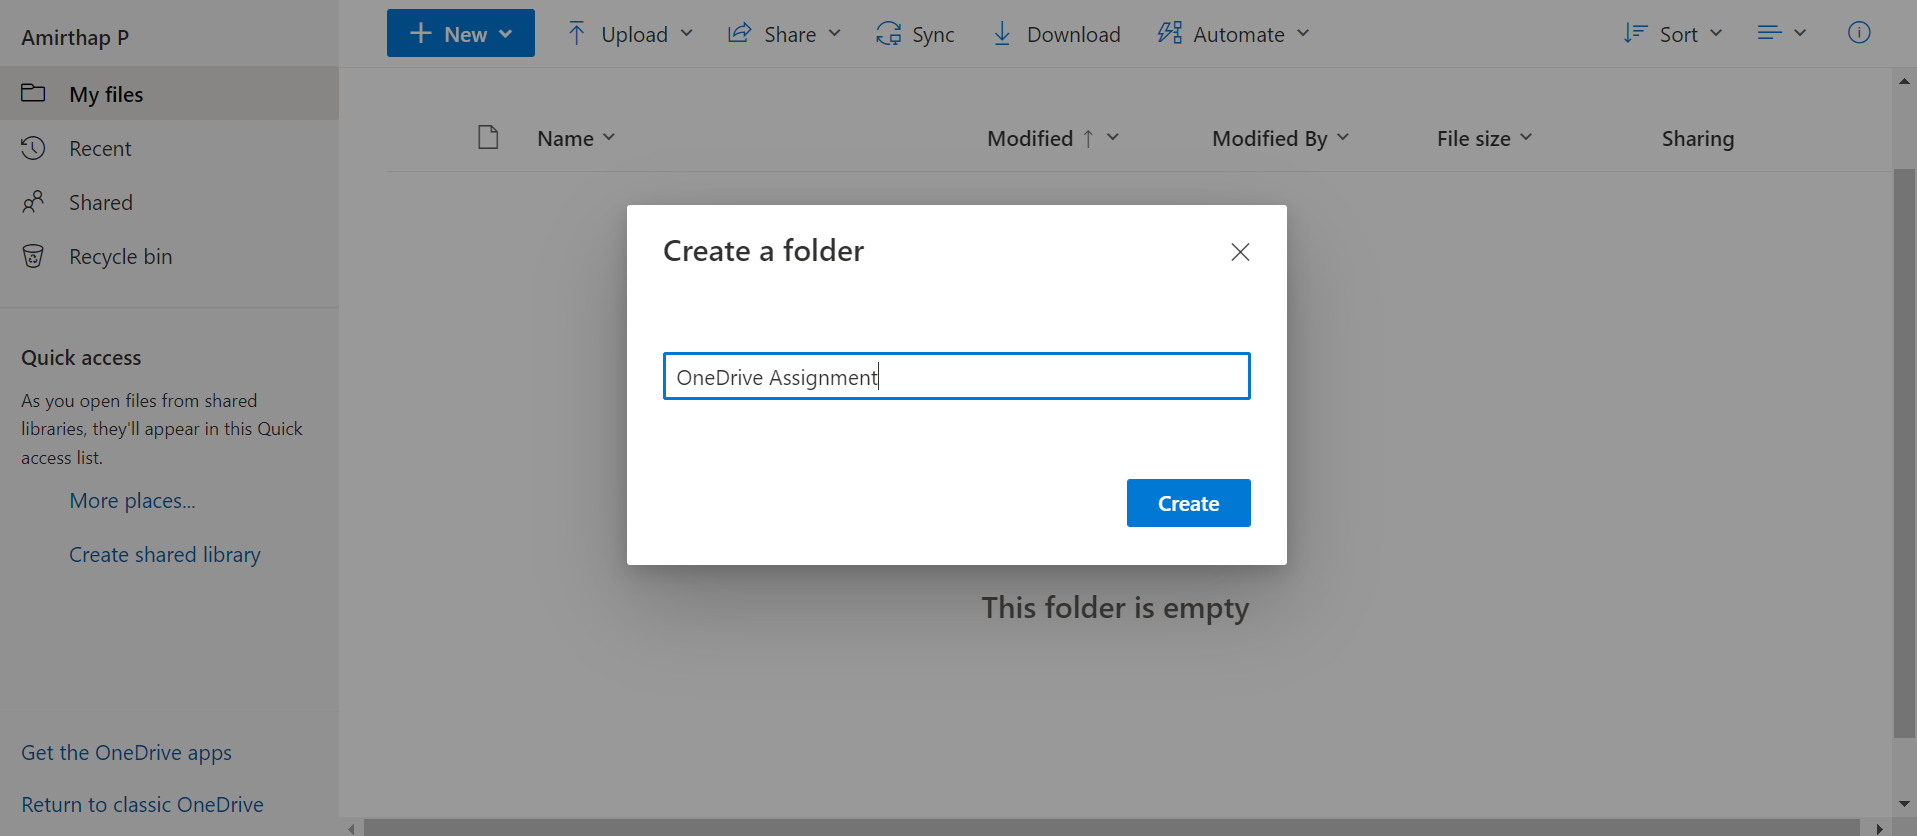 Amirthap P
My files
Recent
Shared
Recycle bin
Quick access
As you open files from shared
libraries, they'll appear in this Quick
access list.
More places...
Create shared library
Get the OneDrive apps
Return to classic OneDrive
New Upload Share Sync Download Automate Sort
Name Modified Modified By File size Sharing
Create a folder
OneDrive Assignment
Create
This folder is empty